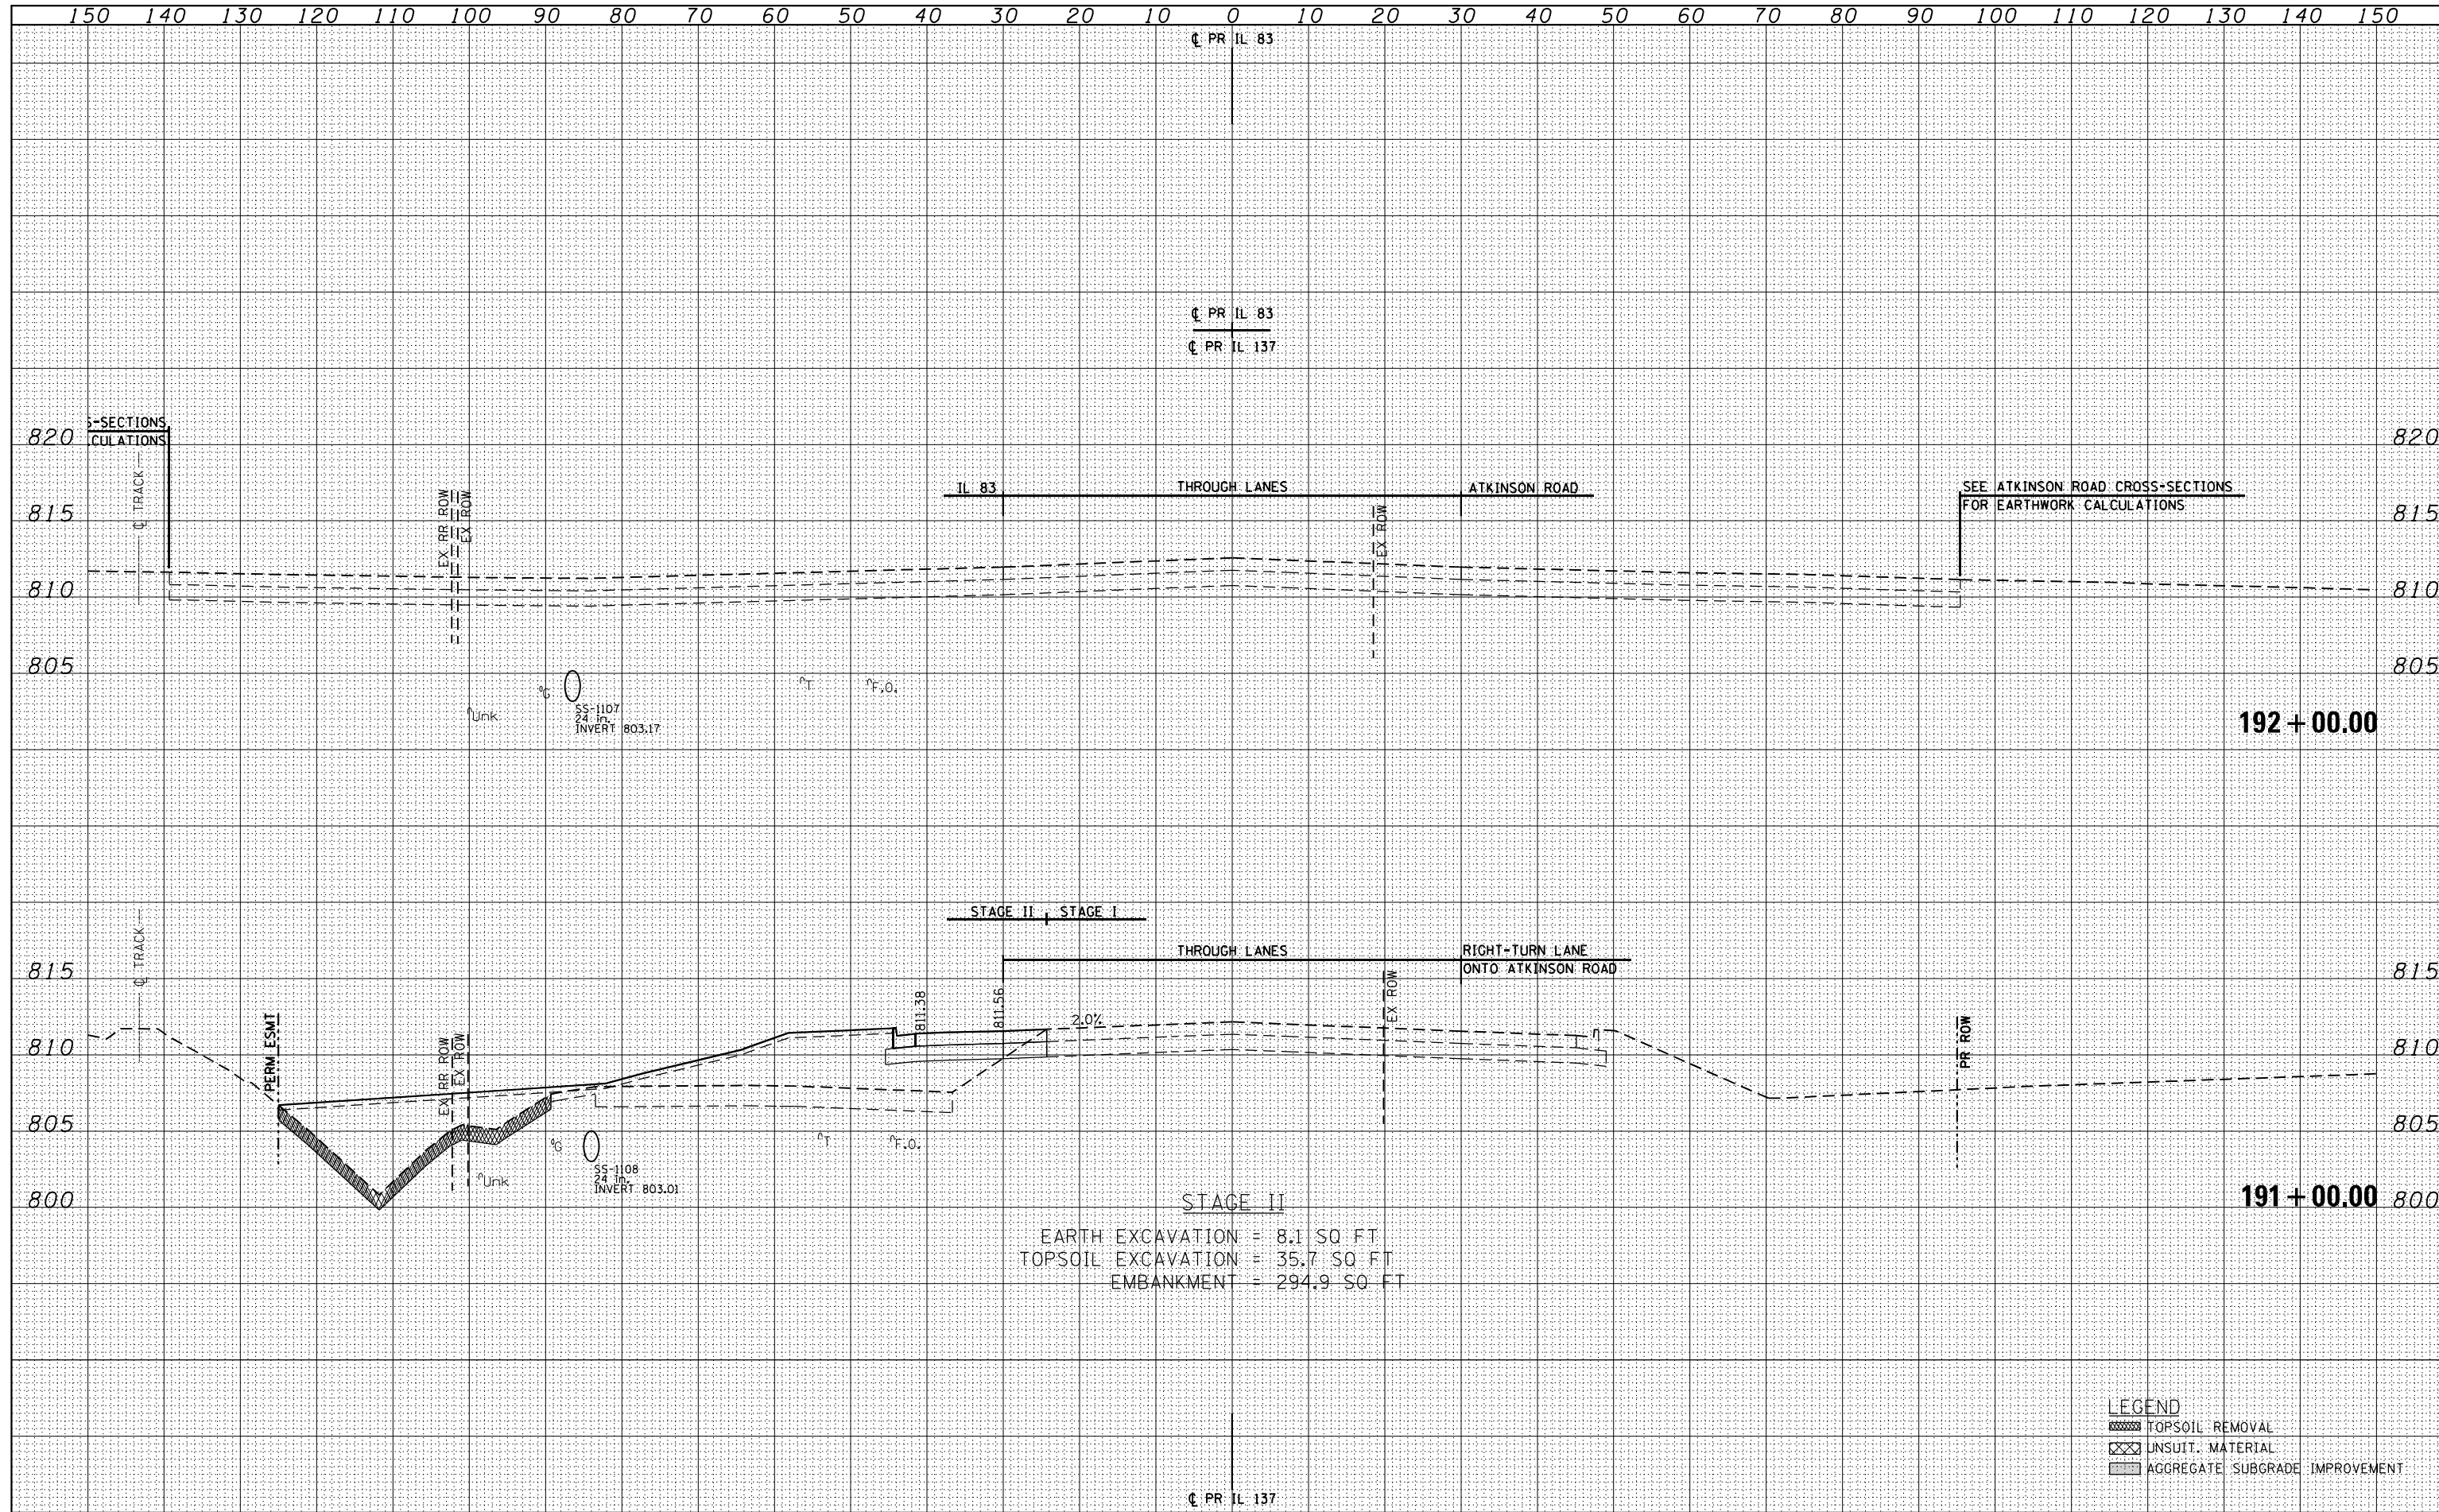 150 140 130 120 110 100 90 80 70 60 50 40 30 20 10 0 10 20 30 40 50 60 70 80 90 100 110 120 130 140 150
℄ PR IL 83
℄ PR IL 83
℄ PR IL 137
S-SECTIONS
CULATIONS
820
820
℄ TRACK
EX RR ROW
EX ROW
IL 83
THROUGH LANES
ATKINSON ROAD
EX ROW
SEE ATKINSON ROAD CROSS-SECTIONS
FOR EARTHWORK CALCULATIONS
815
815
810
810
805
805
G
Unk
SS-1107
24 in.
INVERT 803.17
T
F.O.
192+00.00
STAGE II
STAGE I
THROUGH LANES
RIGHT-TURN LANE
ONTO ATKINSON ROAD
℄ TRACK
815
815
811.38
811.56
2.0%
EX ROW
PERM ESMT
EX RR ROW
EX ROW
PR ROW
810
810
805
805
G
Unk
SS-1108
24 in.
INVERT 803.01
T
F.O.
800
191+00.00
800
STAGE II
EARTH EXCAVATION = 8.1 SQ FT
TOPSOIL EXCAVATION = 35.7 SQ FT
EMBANKMENT = 294.9 SQ FT
LEGEND
TOPSOIL REMOVAL
UNSUIT. MATERIAL
AGGREGATE SUBGRADE IMPROVEMENT
℄ PR IL 137